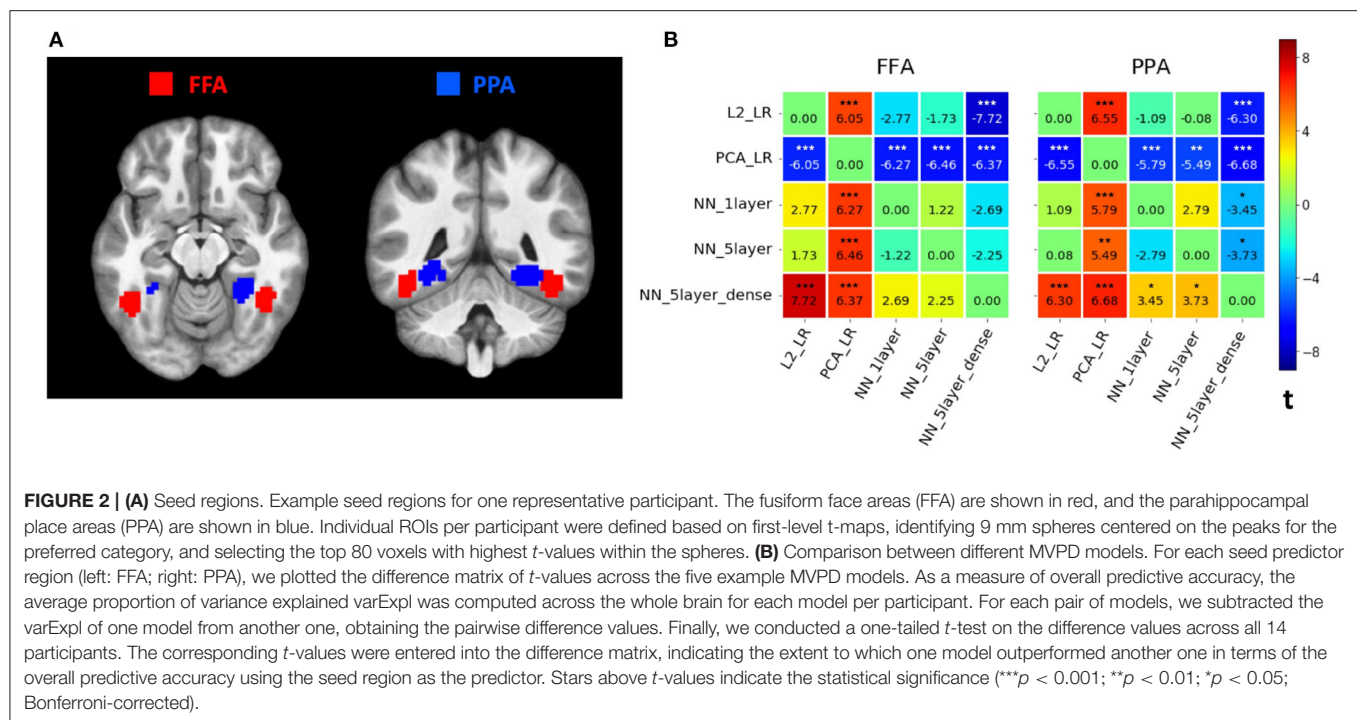 A
B
FFA
PPA
FFA
PPA
L2_LR 0.00 *** 6.05 -2.77 -1.73 *** -7.72 0.00 *** 6.55 -1.09 -0.08 *** -6.30
PCA_LR *** -6.05 0.00 *** -6.27 *** -6.46 *** -6.37 *** -6.55 0.00 *** -5.79 ** -5.49 *** -6.68
NN_1layer 2.77 *** 6.27 0.00 1.22 -2.69 1.09 *** 5.79 0.00 2.79 * -3.45
NN_5layer 1.73 *** 6.46 -1.22 0.00 -2.25 0.08 ** 5.49 -2.79 0.00 * -3.73
NN_5layer_dense *** 7.72 *** 6.37 2.69 2.25 0.00 *** 6.30 *** 6.68 * 3.45 * 3.73 0.00
L2_LR PCA_LR NN_1layer NN_5layer NN_5layer_dense
L2_LR PCA_LR NN_1layer NN_5layer NN_5layer_dense
8
4
0
-4
-8
t
FIGURE 2 | (A) Seed regions. Example seed regions for one representative participant. The fusiform face areas (FFA) are shown in red, and the parahippocampal
place areas (PPA) are shown in blue. Individual ROIs per participant were defined based on first-level t-maps, identifying 9 mm spheres centered on the peaks for the
preferred category, and selecting the top 80 voxels with highest t-values within the spheres. (B) Comparison between different MVPD models. For each seed predictor
region (left: FFA; right: PPA), we plotted the difference matrix of t-values across the five example MVPD models. As a measure of overall predictive accuracy, the
average proportion of variance explained varExpl was computed across the whole brain for each model per participant. For each pair of models, we subtracted the
varExpl of one model from another one, obtaining the pairwise difference values. Finally, we conducted a one-tailed t-test on the difference values across all 14
participants. The corresponding t-values were entered into the difference matrix, indicating the extent to which one model outperformed another one in terms of the
overall predictive accuracy using the seed region as the predictor. Stars above t-values indicate the statistical significance (***p < 0.001; **p < 0.01; *p < 0.05;
Bonferroni-corrected).